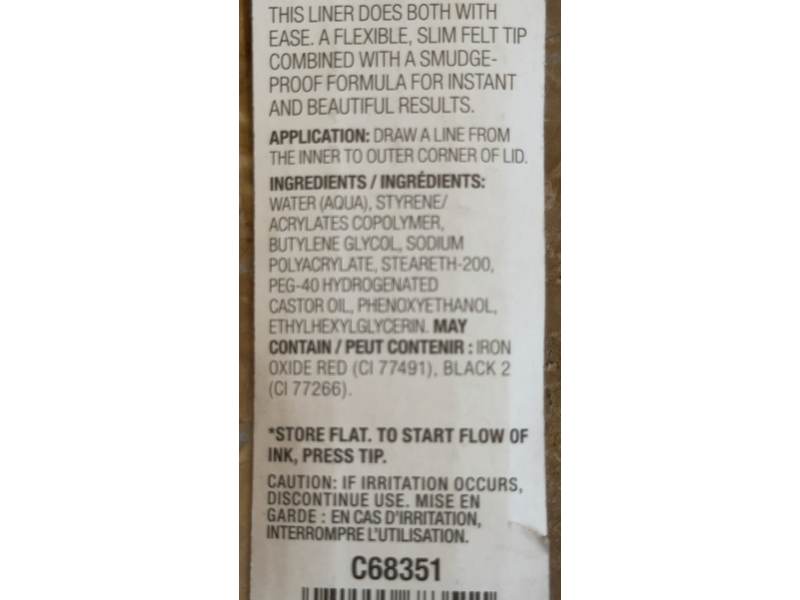 THIS LINER DOES BOTH WITH
EASE. A FLEXIBLE, SLIM FELT TIP
COMBINED WITH A SMUDGE-
PROOF FORMULA FOR INSTANT
AND BEAUTIFUL RESULTS.
APPLICATION: DRAW A LINE FROM
THE INNER TO OUTER CORNER OF LID.
INGREDIENTS / INGRÉDIENTS:
WATER (AQUA), STYRENE/
ACRYLATES COPOLYMER,
BUTYLENE GLYCOL, SODIUM
POLYACRYLATE, STEARETH-200,
PEG-40 HYDROGENATED
CASTOR OIL, PHENOXYETHANOL,
ETHYLHEXYLGLYCERIN. MAY
CONTAIN / PEUT CONTENIR : IRON
OXIDE RED (CI 77491), BLACK 2
(CI 77266).
*STORE FLAT. TO START FLOW OF
INK, PRESS TIP.
CAUTION: IF IRRITATION OCCURS,
DISCONTINUE USE. MISE EN
GARDE : EN CAS D'IRRITATION,
INTERROMPRE L'UTILISATION.
C68351